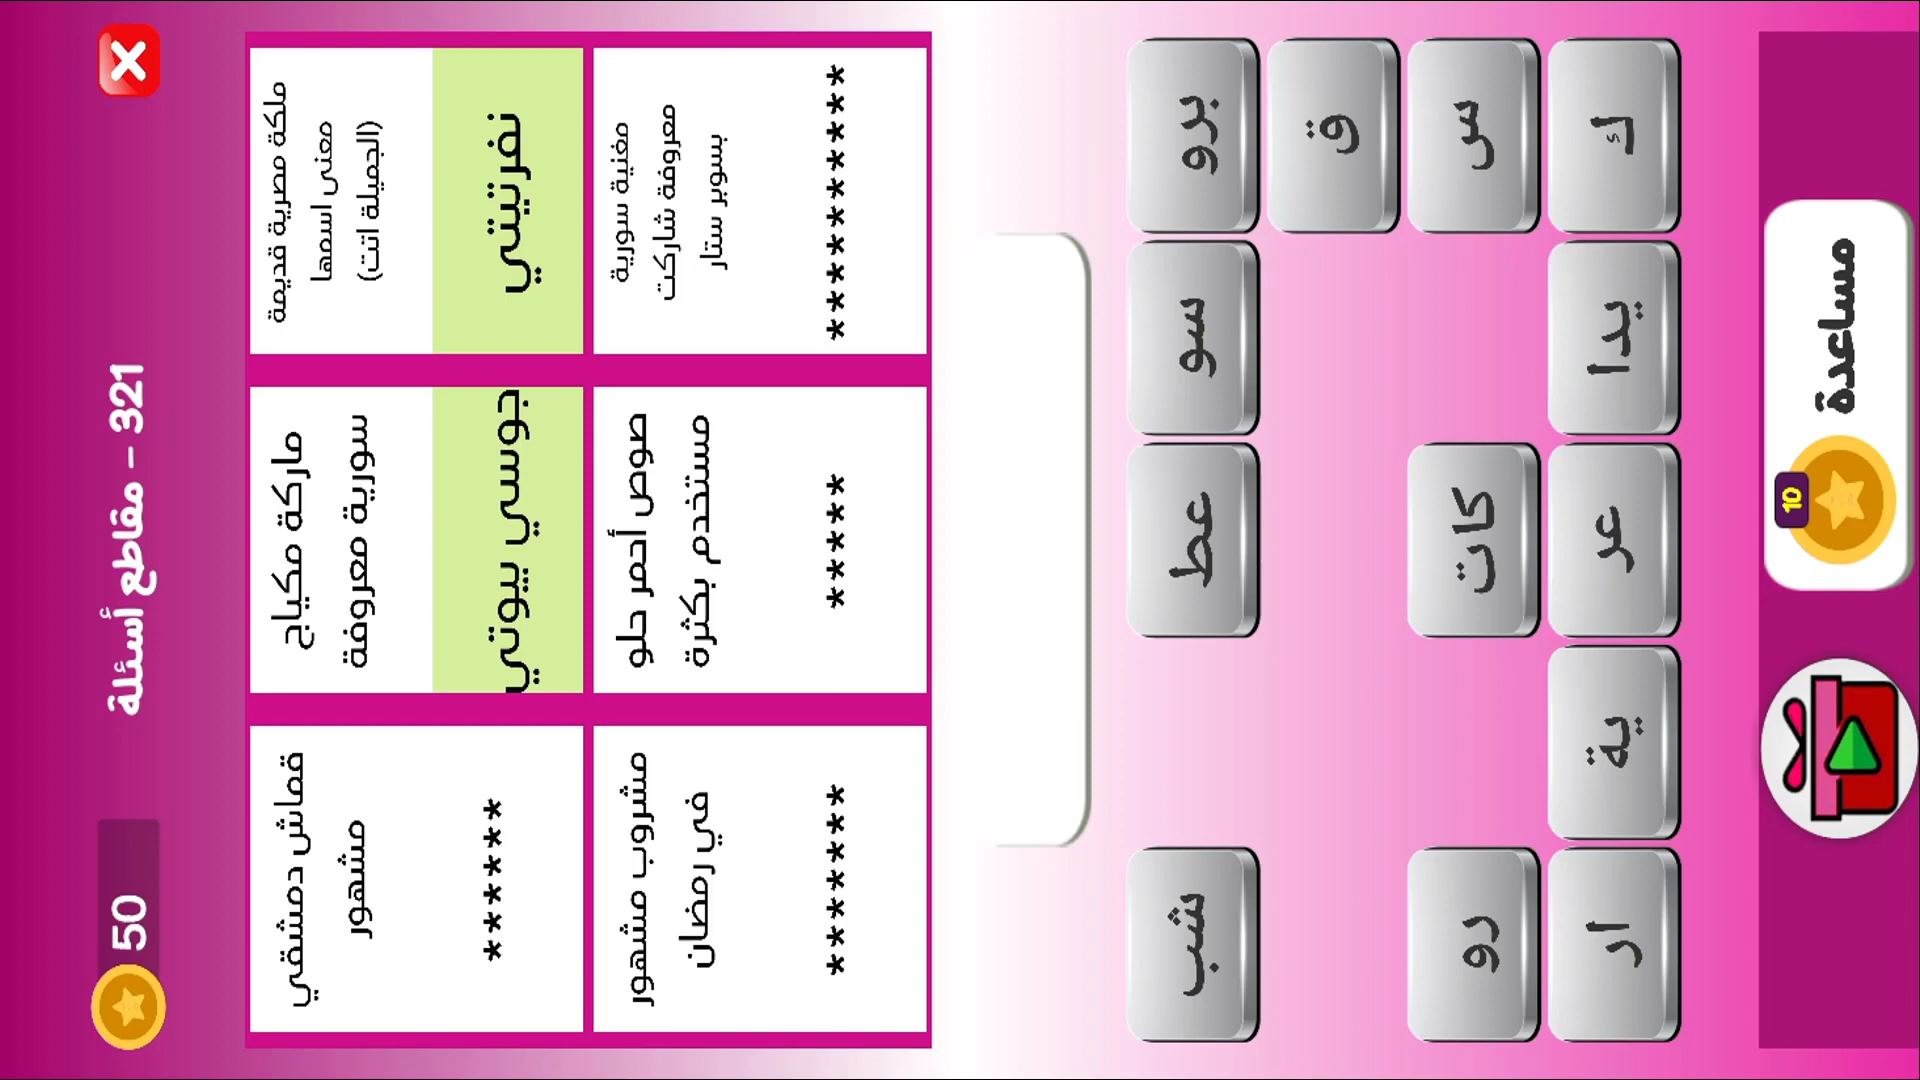 321 – مقاطع أسئلة
50
ملكة مصرية قديمة
معنى اسمها
(الجميلة اتت)
نفرتيتي
ماركة مكياج
سورية معروفة
جوسي بيوتي
قماش دمشقي
مشهور
******
مغنية سورية
معروفة شاركت
بسوبر ستار
**********
صوص أحمر حلو
مستخدم بكثرة
*****
مشروب مشهور
في رمضان
*******
برو سو عط شب
ق
س كات رو
ك يدا عر ية ار
مساعدة
10